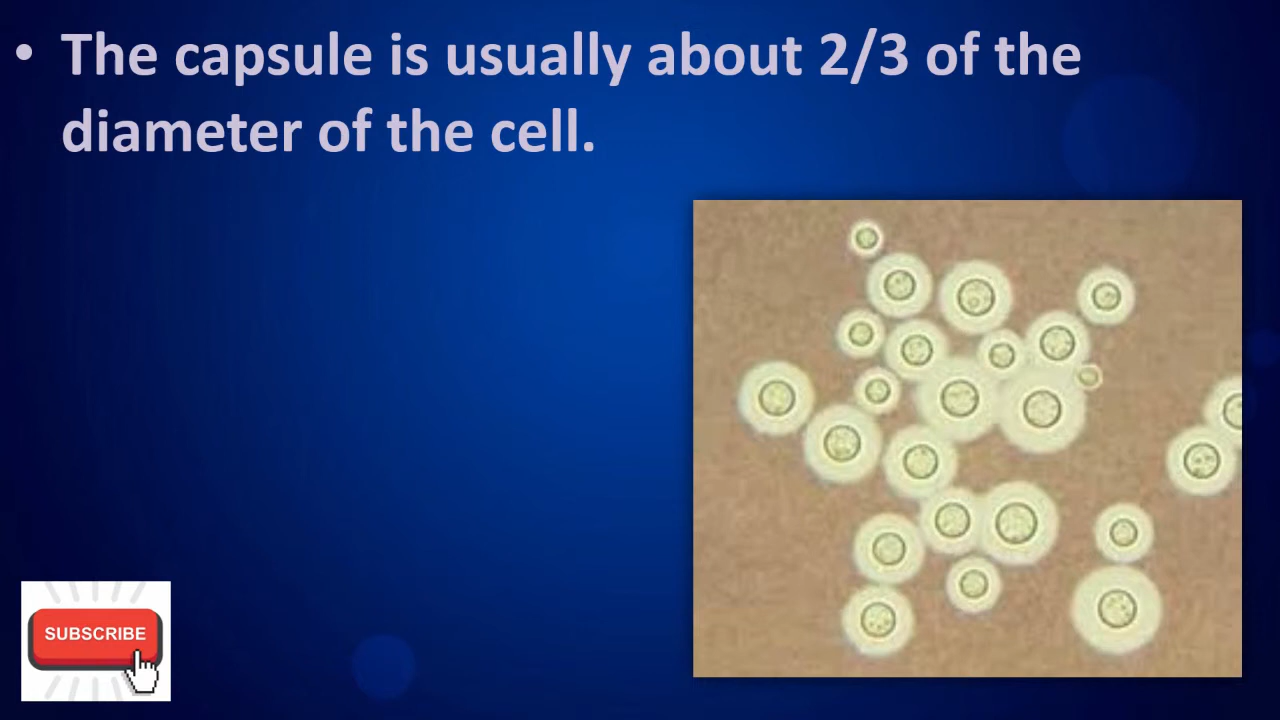 • The capsule is usually about 2/3 of the
diameter of the cell.
SUBSCRIBE